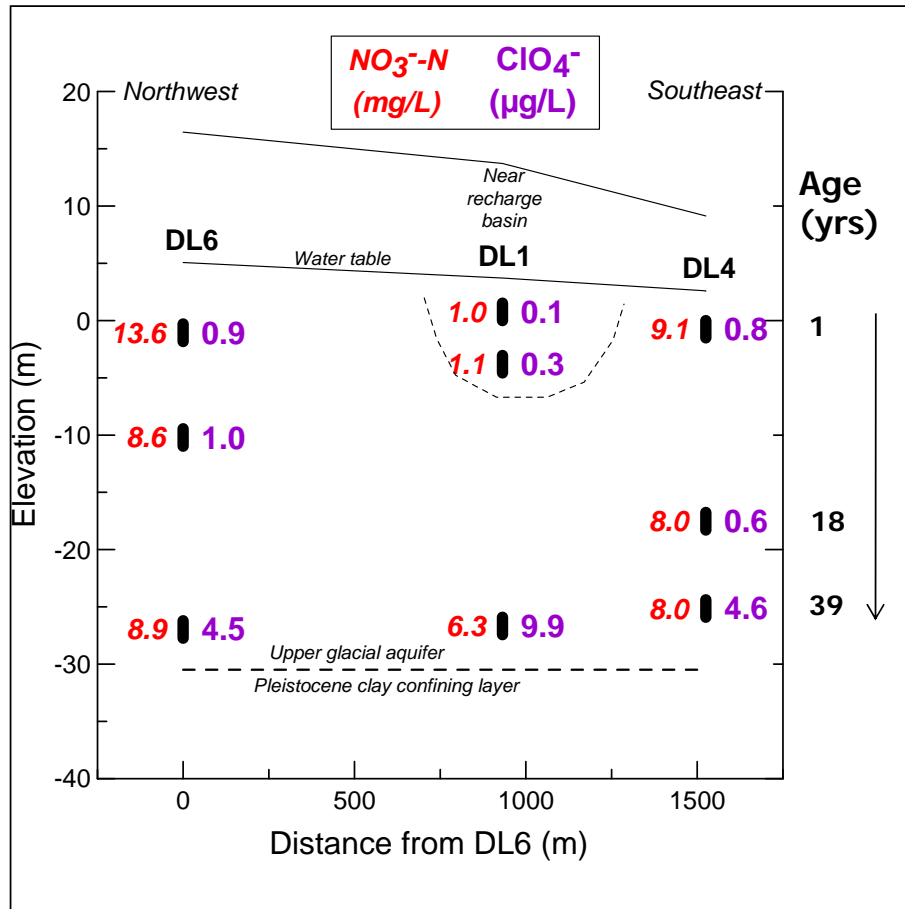 NO₃⁻-N ClO₄⁻
(mg/L) (µg/L)
20 Northwest Southeast
Near
recharge
basin
Age
(yrs)
10
DL6 Water table DL1 DL4
0 13.6 0.9 1.0 0.1 9.1 0.8 1
1.1 0.3
-10 8.6 1.0
-20 8.0 0.6 18
8.9 4.5 6.3 9.9 8.0 4.6 39
Upper glacial aquifer
-30
Pleistocene clay confining layer
-40
Elevation (m)
0 500 1000 1500
Distance from DL6 (m)